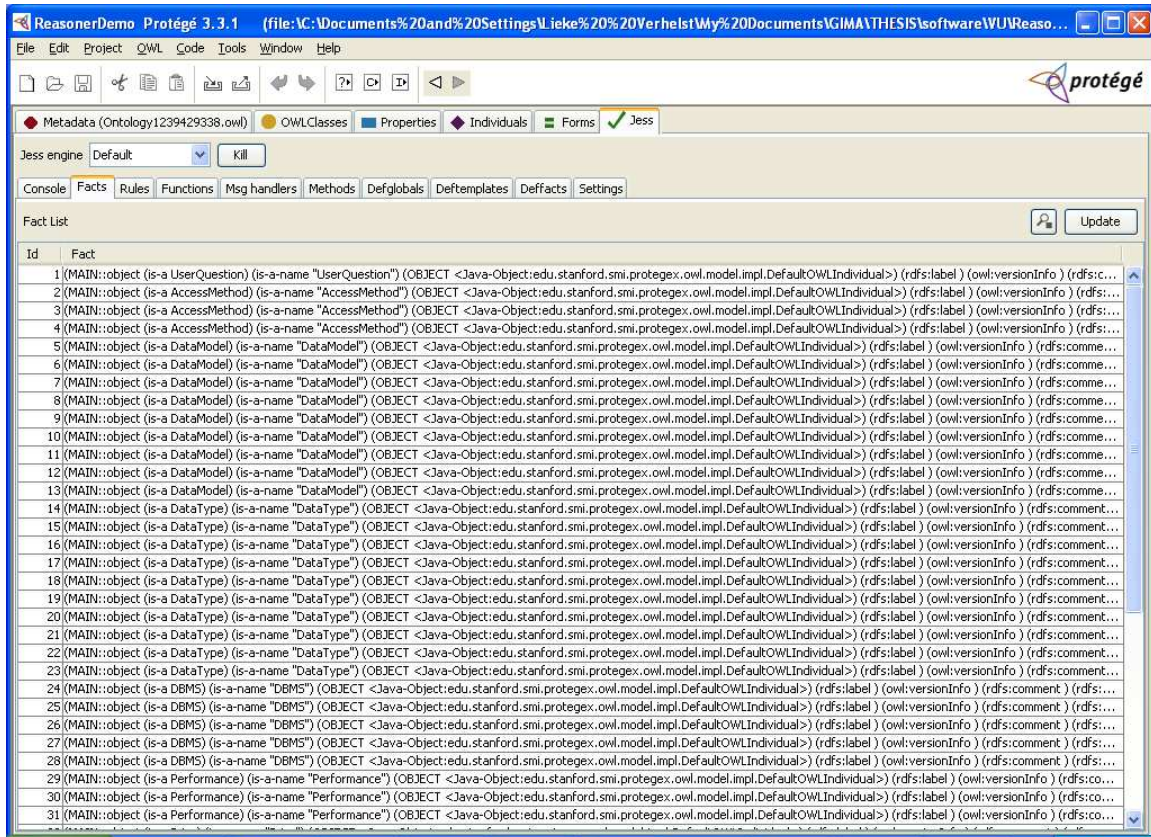 ReasonerDemo Protégé 3.3.1 (file:\C:\Documents%20and%20Settings\Lieke%20%20Verhelst\My%20Documents\GIMA\THESIS\software\VU\Reaso...
File Edit Project OWL Code Tools Window Help
protégé
Metadata (Ontology1239429338.owl) OWLClasses Properties Individuals Forms Jess
Jess engine Default Kill
Console Facts Rules Functions Msg handlers Methods Defglobals Deftemplates Deffacts Settings
Fact List Update
Id Fact
1 (MAIN::object (is-a UserQuestion) (is-a-name "UserQuestion") (OBJECT <Java-Object:edu.stanford.smi.protegex.owl.model.impl.DefaultOWLIndividual>) (rdfs:label ) (owl:versionInfo ) (rdfs:c...
2 (MAIN::object (is-a AccessMethod) (is-a-name "AccessMethod") (OBJECT <Java-Object:edu.stanford.smi.protegex.owl.model.impl.DefaultOWLIndividual>) (rdfs:label ) (owl:versionInfo ) (rdfs:...
3 (MAIN::object (is-a AccessMethod) (is-a-name "AccessMethod") (OBJECT <Java-Object:edu.stanford.smi.protegex.owl.model.impl.DefaultOWLIndividual>) (rdfs:label ) (owl:versionInfo ) (rdfs:...
4 (MAIN::object (is-a AccessMethod) (is-a-name "AccessMethod") (OBJECT <Java-Object:edu.stanford.smi.protegex.owl.model.impl.DefaultOWLIndividual>) (rdfs:label ) (owl:versionInfo ) (rdfs:...
5 (MAIN::object (is-a DataModel) (is-a-name "DataModel") (OBJECT <Java-Object:edu.stanford.smi.protegex.owl.model.impl.DefaultOWLIndividual>) (rdfs:label ) (owl:versionInfo ) (rdfs:comme...
6 (MAIN::object (is-a DataModel) (is-a-name "DataModel") (OBJECT <Java-Object:edu.stanford.smi.protegex.owl.model.impl.DefaultOWLIndividual>) (rdfs:label ) (owl:versionInfo ) (rdfs:comme...
7 (MAIN::object (is-a DataModel) (is-a-name "DataModel") (OBJECT <Java-Object:edu.stanford.smi.protegex.owl.model.impl.DefaultOWLIndividual>) (rdfs:label ) (owl:versionInfo ) (rdfs:comme...
8 (MAIN::object (is-a DataModel) (is-a-name "DataModel") (OBJECT <Java-Object:edu.stanford.smi.protegex.owl.model.impl.DefaultOWLIndividual>) (rdfs:label ) (owl:versionInfo ) (rdfs:comme...
9 (MAIN::object (is-a DataModel) (is-a-name "DataModel") (OBJECT <Java-Object:edu.stanford.smi.protegex.owl.model.impl.DefaultOWLIndividual>) (rdfs:label ) (owl:versionInfo ) (rdfs:comme...
10 (MAIN::object (is-a DataModel) (is-a-name "DataModel") (OBJECT <Java-Object:edu.stanford.smi.protegex.owl.model.impl.DefaultOWLIndividual>) (rdfs:label ) (owl:versionInfo ) (rdfs:comme...
11 (MAIN::object (is-a DataModel) (is-a-name "DataModel") (OBJECT <Java-Object:edu.stanford.smi.protegex.owl.model.impl.DefaultOWLIndividual>) (rdfs:label ) (owl:versionInfo ) (rdfs:comme...
12 (MAIN::object (is-a DataModel) (is-a-name "DataModel") (OBJECT <Java-Object:edu.stanford.smi.protegex.owl.model.impl.DefaultOWLIndividual>) (rdfs:label ) (owl:versionInfo ) (rdfs:comme...
13 (MAIN::object (is-a DataModel) (is-a-name "DataModel") (OBJECT <Java-Object:edu.stanford.smi.protegex.owl.model.impl.DefaultOWLIndividual>) (rdfs:label ) (owl:versionInfo ) (rdfs:comme...
14 (MAIN::object (is-a DataType) (is-a-name "DataType") (OBJECT <Java-Object:edu.stanford.smi.protegex.owl.model.impl.DefaultOWLIndividual>) (rdfs:label ) (owl:versionInfo ) (rdfs:comment...
15 (MAIN::object (is-a DataType) (is-a-name "DataType") (OBJECT <Java-Object:edu.stanford.smi.protegex.owl.model.impl.DefaultOWLIndividual>) (rdfs:label ) (owl:versionInfo ) (rdfs:comment...
16 (MAIN::object (is-a DataType) (is-a-name "DataType") (OBJECT <Java-Object:edu.stanford.smi.protegex.owl.model.impl.DefaultOWLIndividual>) (rdfs:label ) (owl:versionInfo ) (rdfs:comment...
17 (MAIN::object (is-a DataType) (is-a-name "DataType") (OBJECT <Java-Object:edu.stanford.smi.protegex.owl.model.impl.DefaultOWLIndividual>) (rdfs:label ) (owl:versionInfo ) (rdfs:comment...
18 (MAIN::object (is-a DataType) (is-a-name "DataType") (OBJECT <Java-Object:edu.stanford.smi.protegex.owl.model.impl.DefaultOWLIndividual>) (rdfs:label ) (owl:versionInfo ) (rdfs:comment...
19 (MAIN::object (is-a DataType) (is-a-name "DataType") (OBJECT <Java-Object:edu.stanford.smi.protegex.owl.model.impl.DefaultOWLIndividual>) (rdfs:label ) (owl:versionInfo ) (rdfs:comment...
20 (MAIN::object (is-a DataType) (is-a-name "DataType") (OBJECT <Java-Object:edu.stanford.smi.protegex.owl.model.impl.DefaultOWLIndividual>) (rdfs:label ) (owl:versionInfo ) (rdfs:comment...
21 (MAIN::object (is-a DataType) (is-a-name "DataType") (OBJECT <Java-Object:edu.stanford.smi.protegex.owl.model.impl.DefaultOWLIndividual>) (rdfs:label ) (owl:versionInfo ) (rdfs:comment...
22 (MAIN::object (is-a DataType) (is-a-name "DataType") (OBJECT <Java-Object:edu.stanford.smi.protegex.owl.model.impl.DefaultOWLIndividual>) (rdfs:label ) (owl:versionInfo ) (rdfs:comment...
23 (MAIN::object (is-a DataType) (is-a-name "DataType") (OBJECT <Java-Object:edu.stanford.smi.protegex.owl.model.impl.DefaultOWLIndividual>) (rdfs:label ) (owl:versionInfo ) (rdfs:comment...
24 (MAIN::object (is-a DBMS) (is-a-name "DBMS") (OBJECT <Java-Object:edu.stanford.smi.protegex.owl.model.impl.DefaultOWLIndividual>) (rdfs:label ) (owl:versionInfo ) (rdfs:comment ) (rdfs:...
25 (MAIN::object (is-a DBMS) (is-a-name "DBMS") (OBJECT <Java-Object:edu.stanford.smi.protegex.owl.model.impl.DefaultOWLIndividual>) (rdfs:label ) (owl:versionInfo ) (rdfs:comment ) (rdfs:...
26 (MAIN::object (is-a DBMS) (is-a-name "DBMS") (OBJECT <Java-Object:edu.stanford.smi.protegex.owl.model.impl.DefaultOWLIndividual>) (rdfs:label ) (owl:versionInfo ) (rdfs:comment ) (rdfs:...
27 (MAIN::object (is-a DBMS) (is-a-name "DBMS") (OBJECT <Java-Object:edu.stanford.smi.protegex.owl.model.impl.DefaultOWLIndividual>) (rdfs:label ) (owl:versionInfo ) (rdfs:comment ) (rdfs:...
28 (MAIN::object (is-a DBMS) (is-a-name "DBMS") (OBJECT <Java-Object:edu.stanford.smi.protegex.owl.model.impl.DefaultOWLIndividual>) (rdfs:label ) (owl:versionInfo ) (rdfs:comment ) (rdfs:...
29 (MAIN::object (is-a Performance) (is-a-name "Performance") (OBJECT <Java-Object:edu.stanford.smi.protegex.owl.model.impl.DefaultOWLIndividual>) (rdfs:label ) (owl:versionInfo ) (rdfs:co...
30 (MAIN::object (is-a Performance) (is-a-name "Performance") (OBJECT <Java-Object:edu.stanford.smi.protegex.owl.model.impl.DefaultOWLIndividual>) (rdfs:label ) (owl:versionInfo ) (rdfs:co...
31 (MAIN::object (is-a Performance) (is-a-name "Performance") (OBJECT <Java-Object:edu.stanford.smi.protegex.owl.model.impl.DefaultOWLIndividual>) (rdfs:label ) (owl:versionInfo ) (rdfs:co...